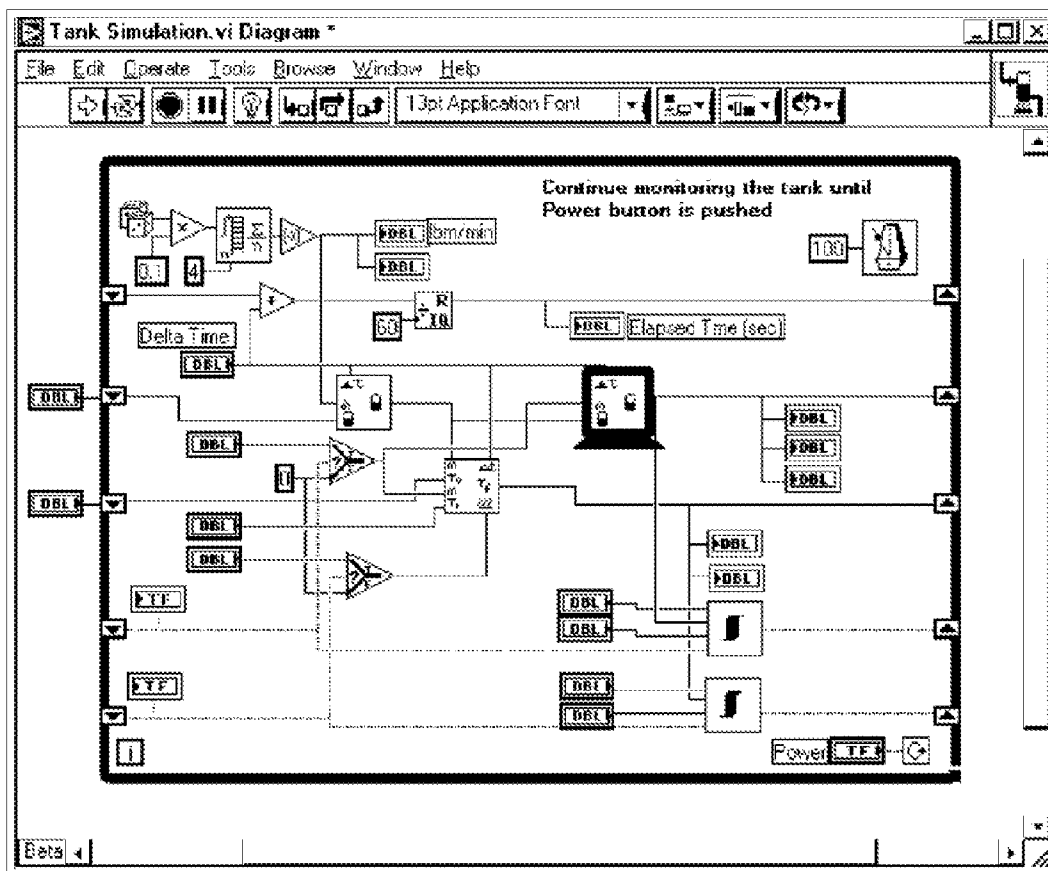 Tank Simulation.vi Diagram *
File Edit Operate Tools Browse Window Help
13pt Application Font
Continue monitoring the tank until
Power button is pushed
DBL lbm/min
100
0.1
4
DBL
R
60
IQ
DBL Elapsed Time (sec)
Delta Time
DBL
DBL
DBL
DBL
DBL
DBL
0
DBL
DBL
DBL
DBL
DBL
DBL
TF
DBL
DBL
TF
DBL
DBL
i
Power TF
Beta